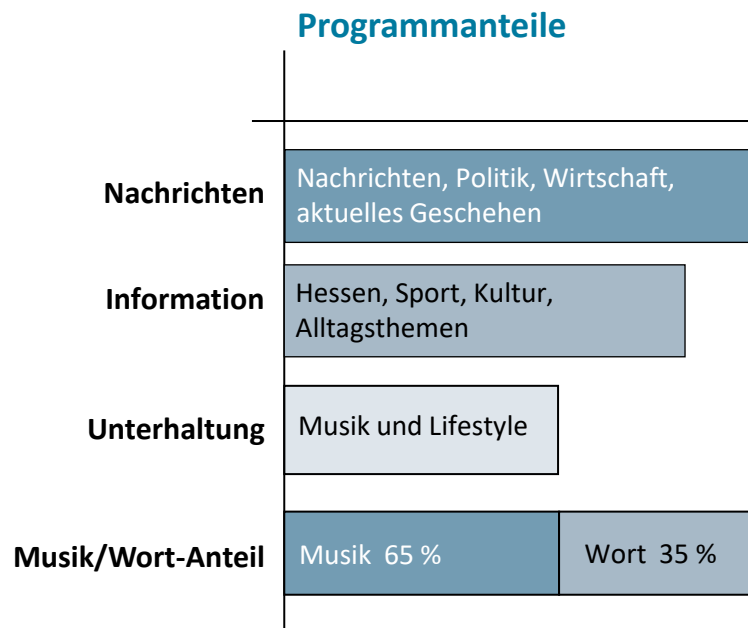 Programmanteile
Nachrichten
Nachrichten, Politik, Wirtschaft,
aktuelles Geschehen
Information
Hessen, Sport, Kultur,
Alltagsthemen
Unterhaltung
Musik und Lifestyle
Musik/Wort-Anteil
Musik 65 %
Wort 35 %